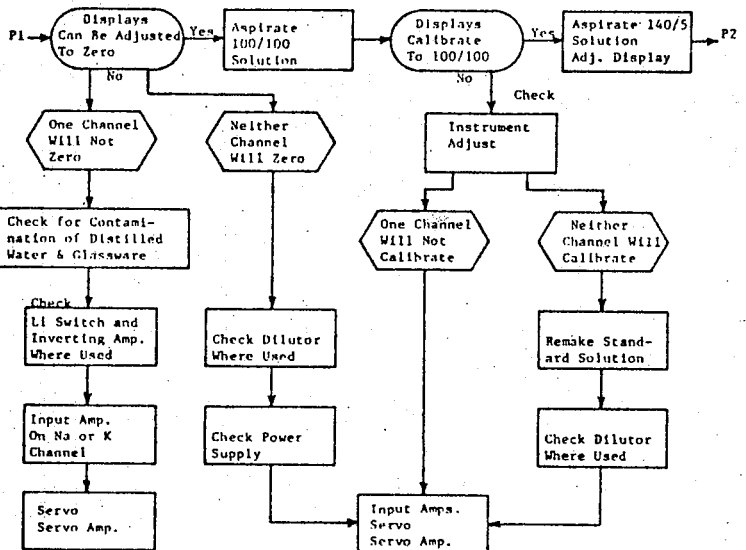 P1
Displays
Can Be Adjusted
To Zero
Yes
Aspirate
100/100
Solution
Displays
Calibrate
To 100/100
Yes
Aspirate 140/5
Solution
Adj. Display
P2
No
No
Check
One Channel
Will Not
Zero
Neither
Channel
Will Zero
Instrument
Adjust
Check for Contami-
nation of Distilled
Water & Glassware
One Channel
Will Not
Calibrate
Neither
Channel Will
Calibrate
Check
Li Switch and
Inverting Amp.
Where Used
Check Dilutor
Where Used
Remake Stand-
ard Solution
Input Amp.
On Na or K
Channel
Check Power
Supply
Check Dilutor
Where Used
Servo
Servo Amp.
Input Amps.
Servo
Servo Amp.